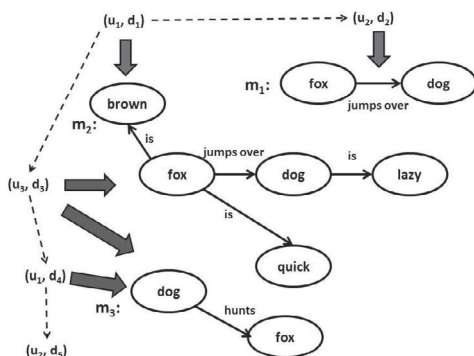 (u₁, d₁)
(u₂, d₂)
fox
dog
m₁:
jumps over
brown
m₂:
is
jumps over
is
(u₃, d₃)
fox
dog
lazy
is
quick
(u₁, d₄)
dog
m₃:
hunts
fox
(u₂, d₅)